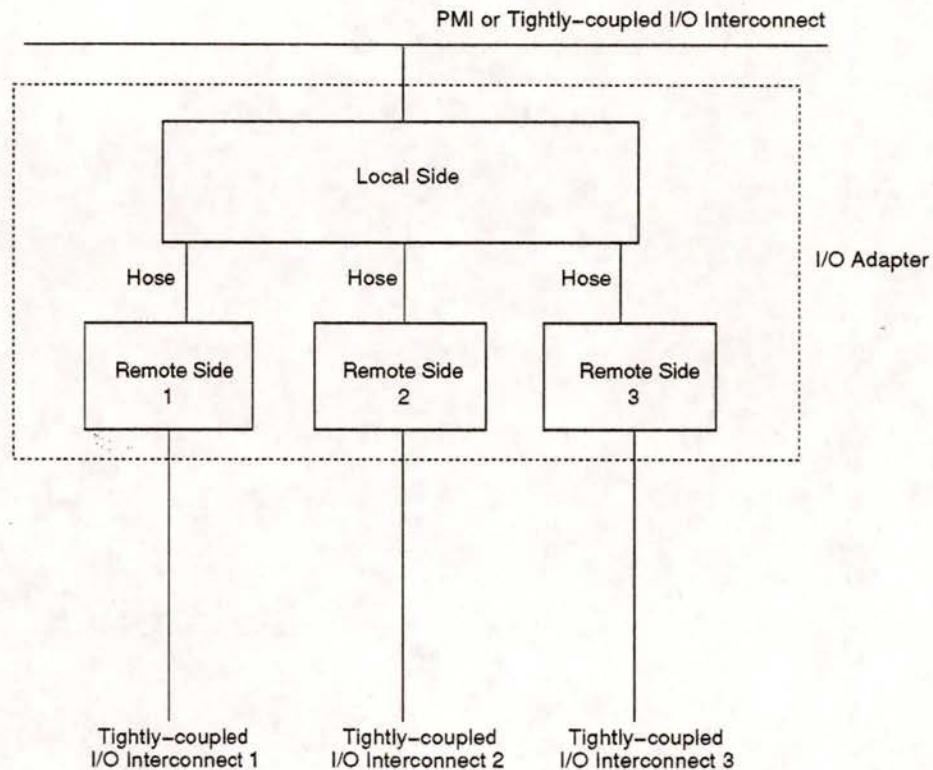 PMI or Tightly-coupled I/O Interconnect
Local Side
I/O Adapter
Hose
Hose
Hose
Remote Side
1
Remote Side
2
Remote Side
3
Tightly-coupled
I/O Interconnect 1
Tightly-coupled
I/O Interconnect 2
Tightly-coupled
I/O Interconnect 3